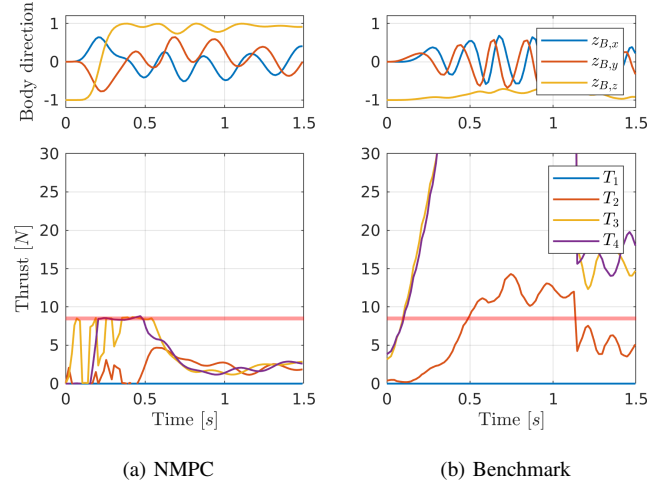 1
0
-1
Body direction
0
0.5
1
1.5
30
25
20
15
10
5
0
Thrust [N]
0
0.5
1
1.5
Time [s]
(a) NMPC
1
0
-1
z_{B,x}
z_{B,y}
z_{B,z}
0
0.5
1
1.5
30
25
20
15
10
5
0
T_1
T_2
T_3
T_4
0
0.5
1
1.5
Time [s]
(b) Benchmark